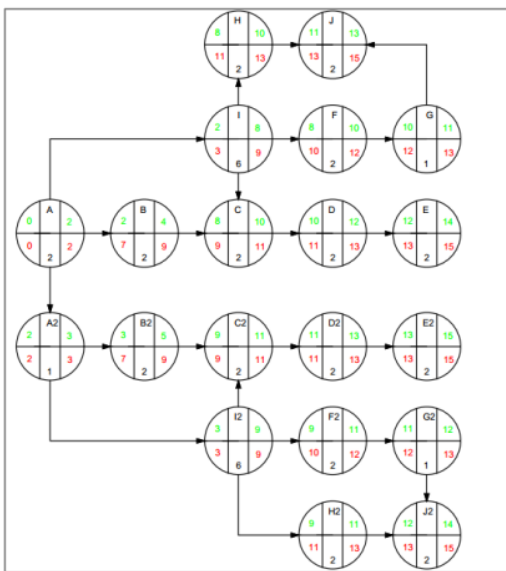 H J
8 10 11 13
11 13 13 15
2 2
I F G
2 8 8 10 10 11
3 9 10 12 12 13
6 2 1
A B C D E
0 2 2 4 8 10 10 12 12 14
0 2 7 9 9 11 11 13 13 15
2 2 2 2 2
A2 B2 C2 D2 E2
2 3 3 5 9 11 11 13 13 15
2 3 7 9 9 11 11 13 13 15
1 2 2 2 2
I2 F2 G2
3 9 9 11 11 12
3 9 10 12 12 13
6 2 1
H2 J2
9 11 12 14
11 13 13 15
2 2